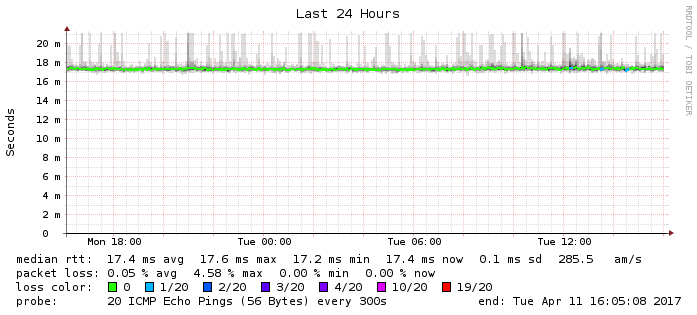 Last 24 Hours
RRDTOOL / TOBI OETIKER
Seconds
20 m
18 m
16 m
14 m
12 m
10 m
8 m
6 m
4 m
2 m
0
Mon 18:00 Tue 00:00 Tue 06:00 Tue 12:00
median rtt: 17.4 ms avg 17.6 ms max 17.2 ms min 17.4 ms now 0.1 ms sd 285.5 am/s
packet loss: 0.05 % avg 4.58 % max 0.00 % min 0.00 % now
loss color: 0 1/20 2/20 3/20 4/20 10/20 19/20
probe: 20 ICMP Echo Pings (56 Bytes) every 300s end: Tue Apr 11 16:05:08 2017